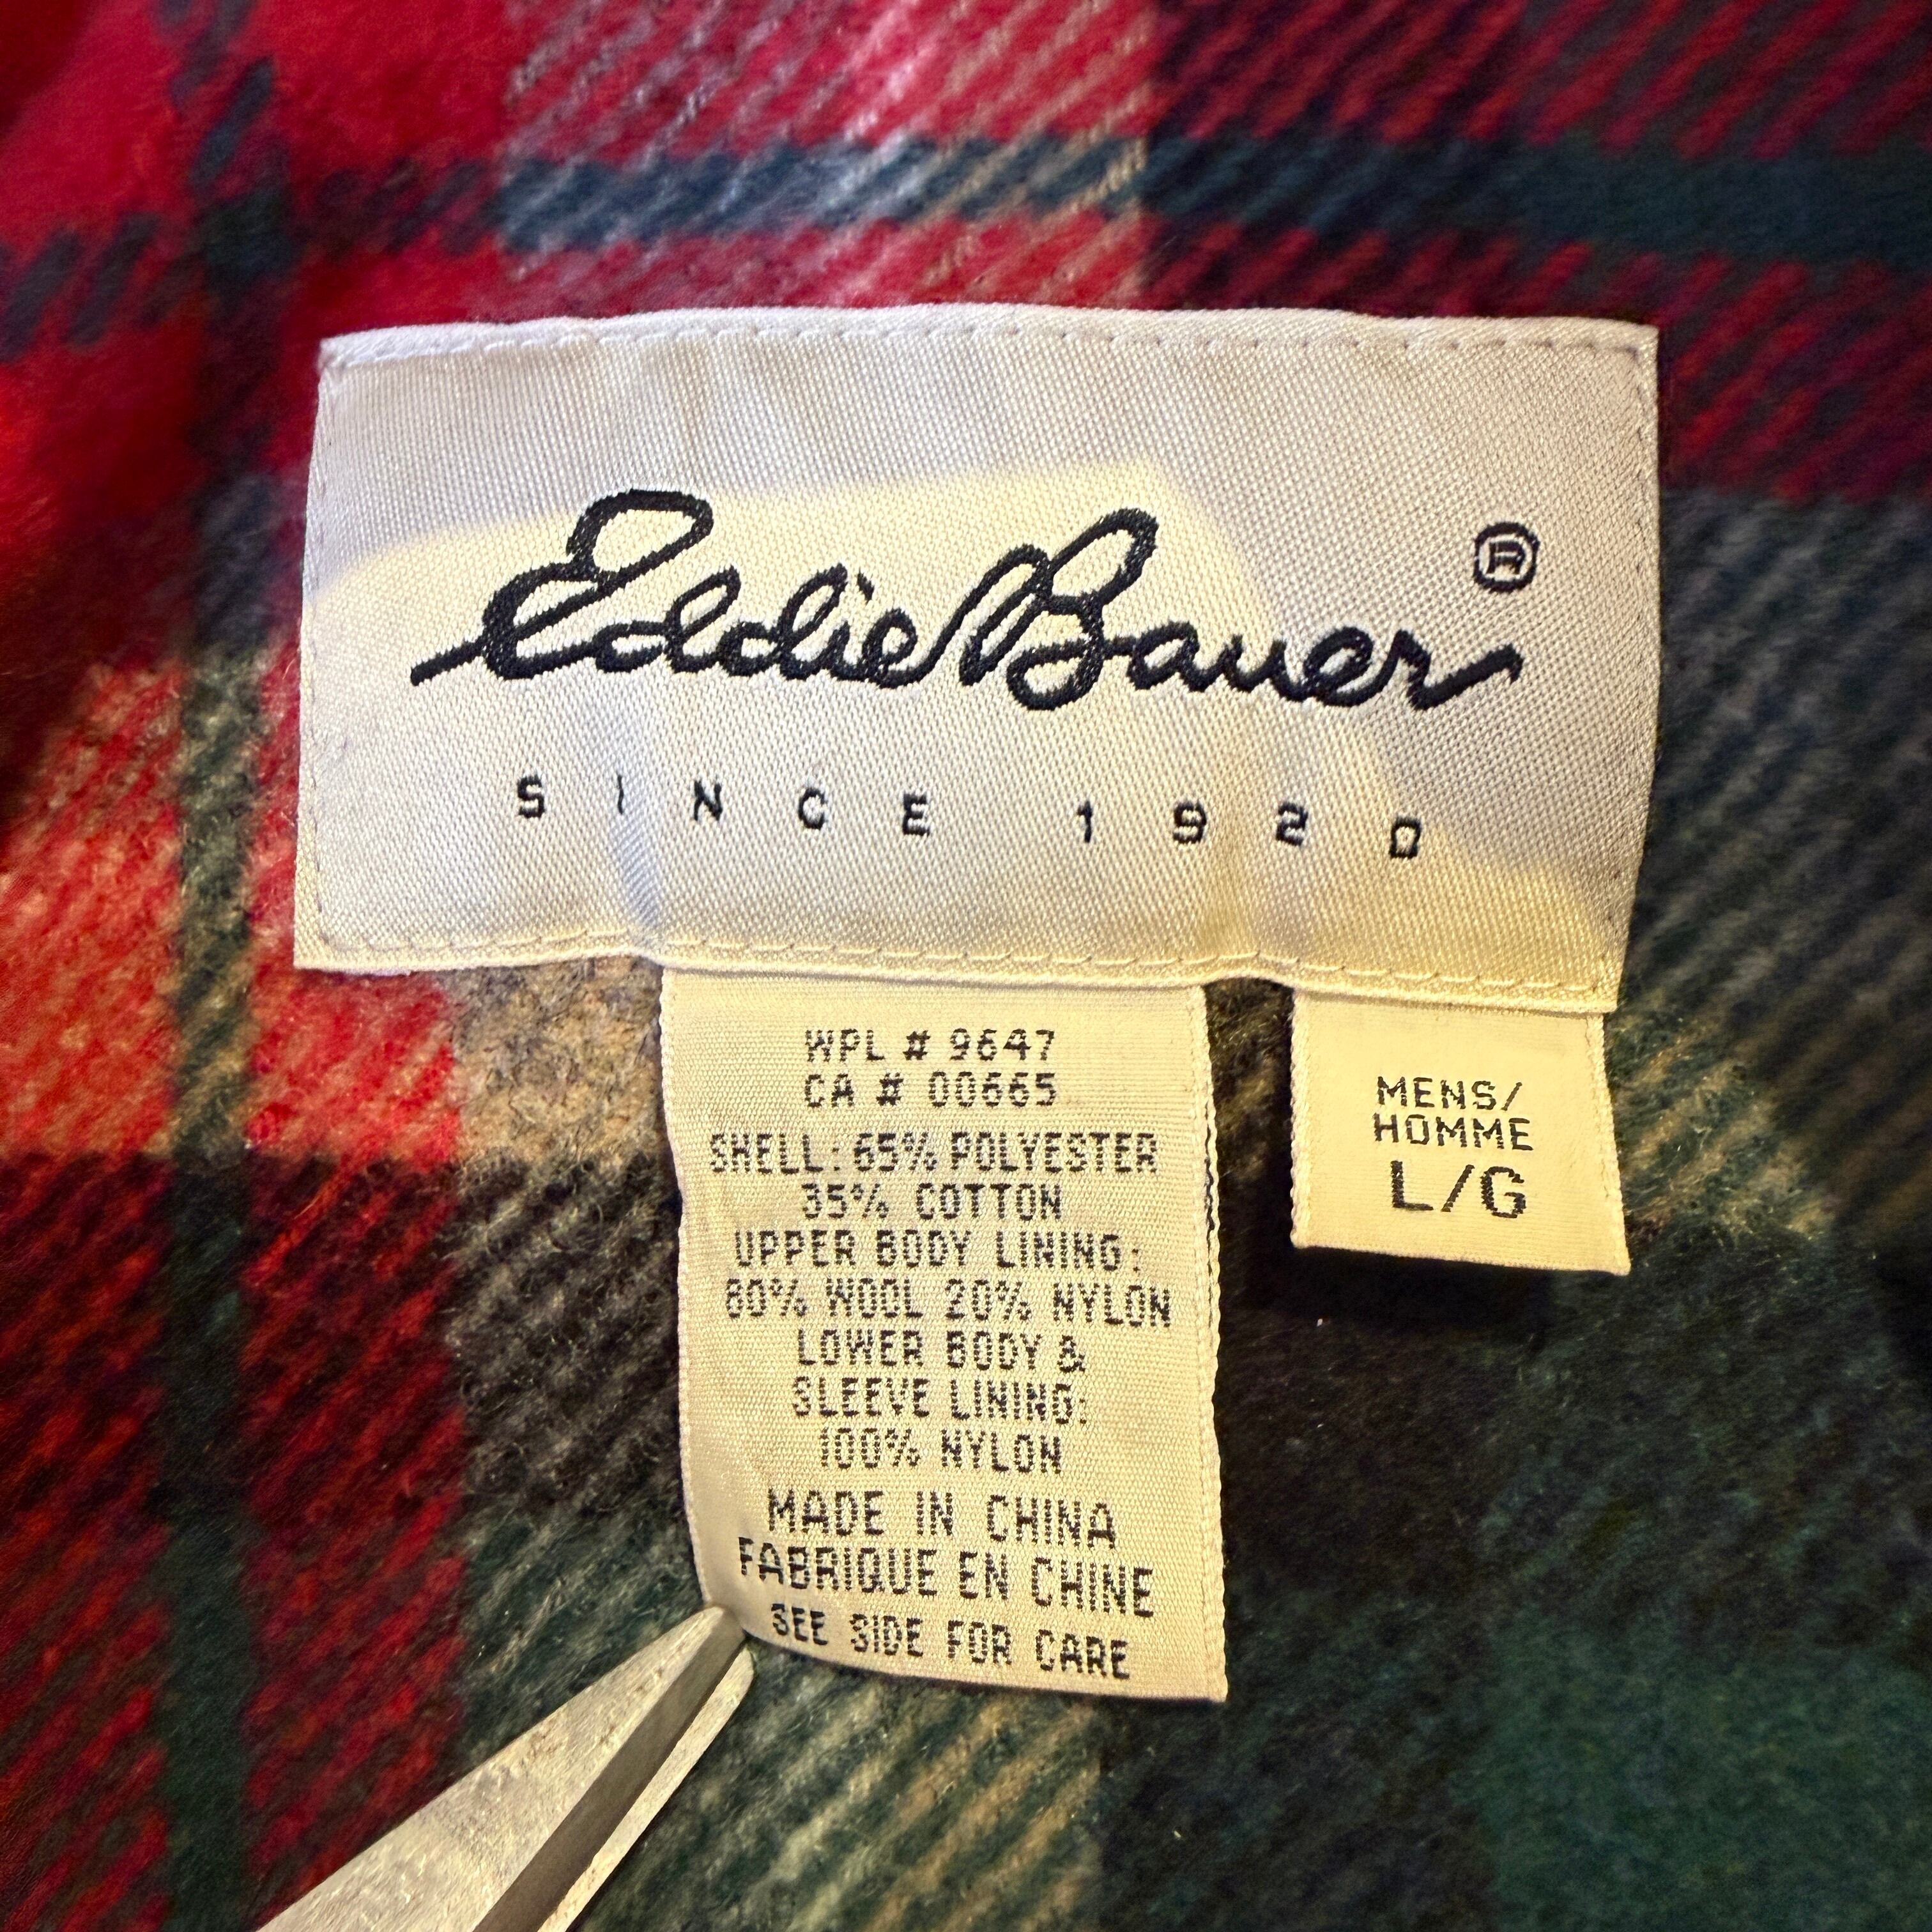 Eddie Bauer ®
SINCE 1920
WPL # 9647
CA # 00665
SHELL: 65% POLYESTER
35% COTTON
UPPER BODY LINING:
80% WOOL 20% NYLON
LOWER BODY &
SLEEVE LINING:
100% NYLON
MADE IN CHINA
FABRIQUE EN CHINE
SEE SIDE FOR CARE
MENS/
HOMME
L/G